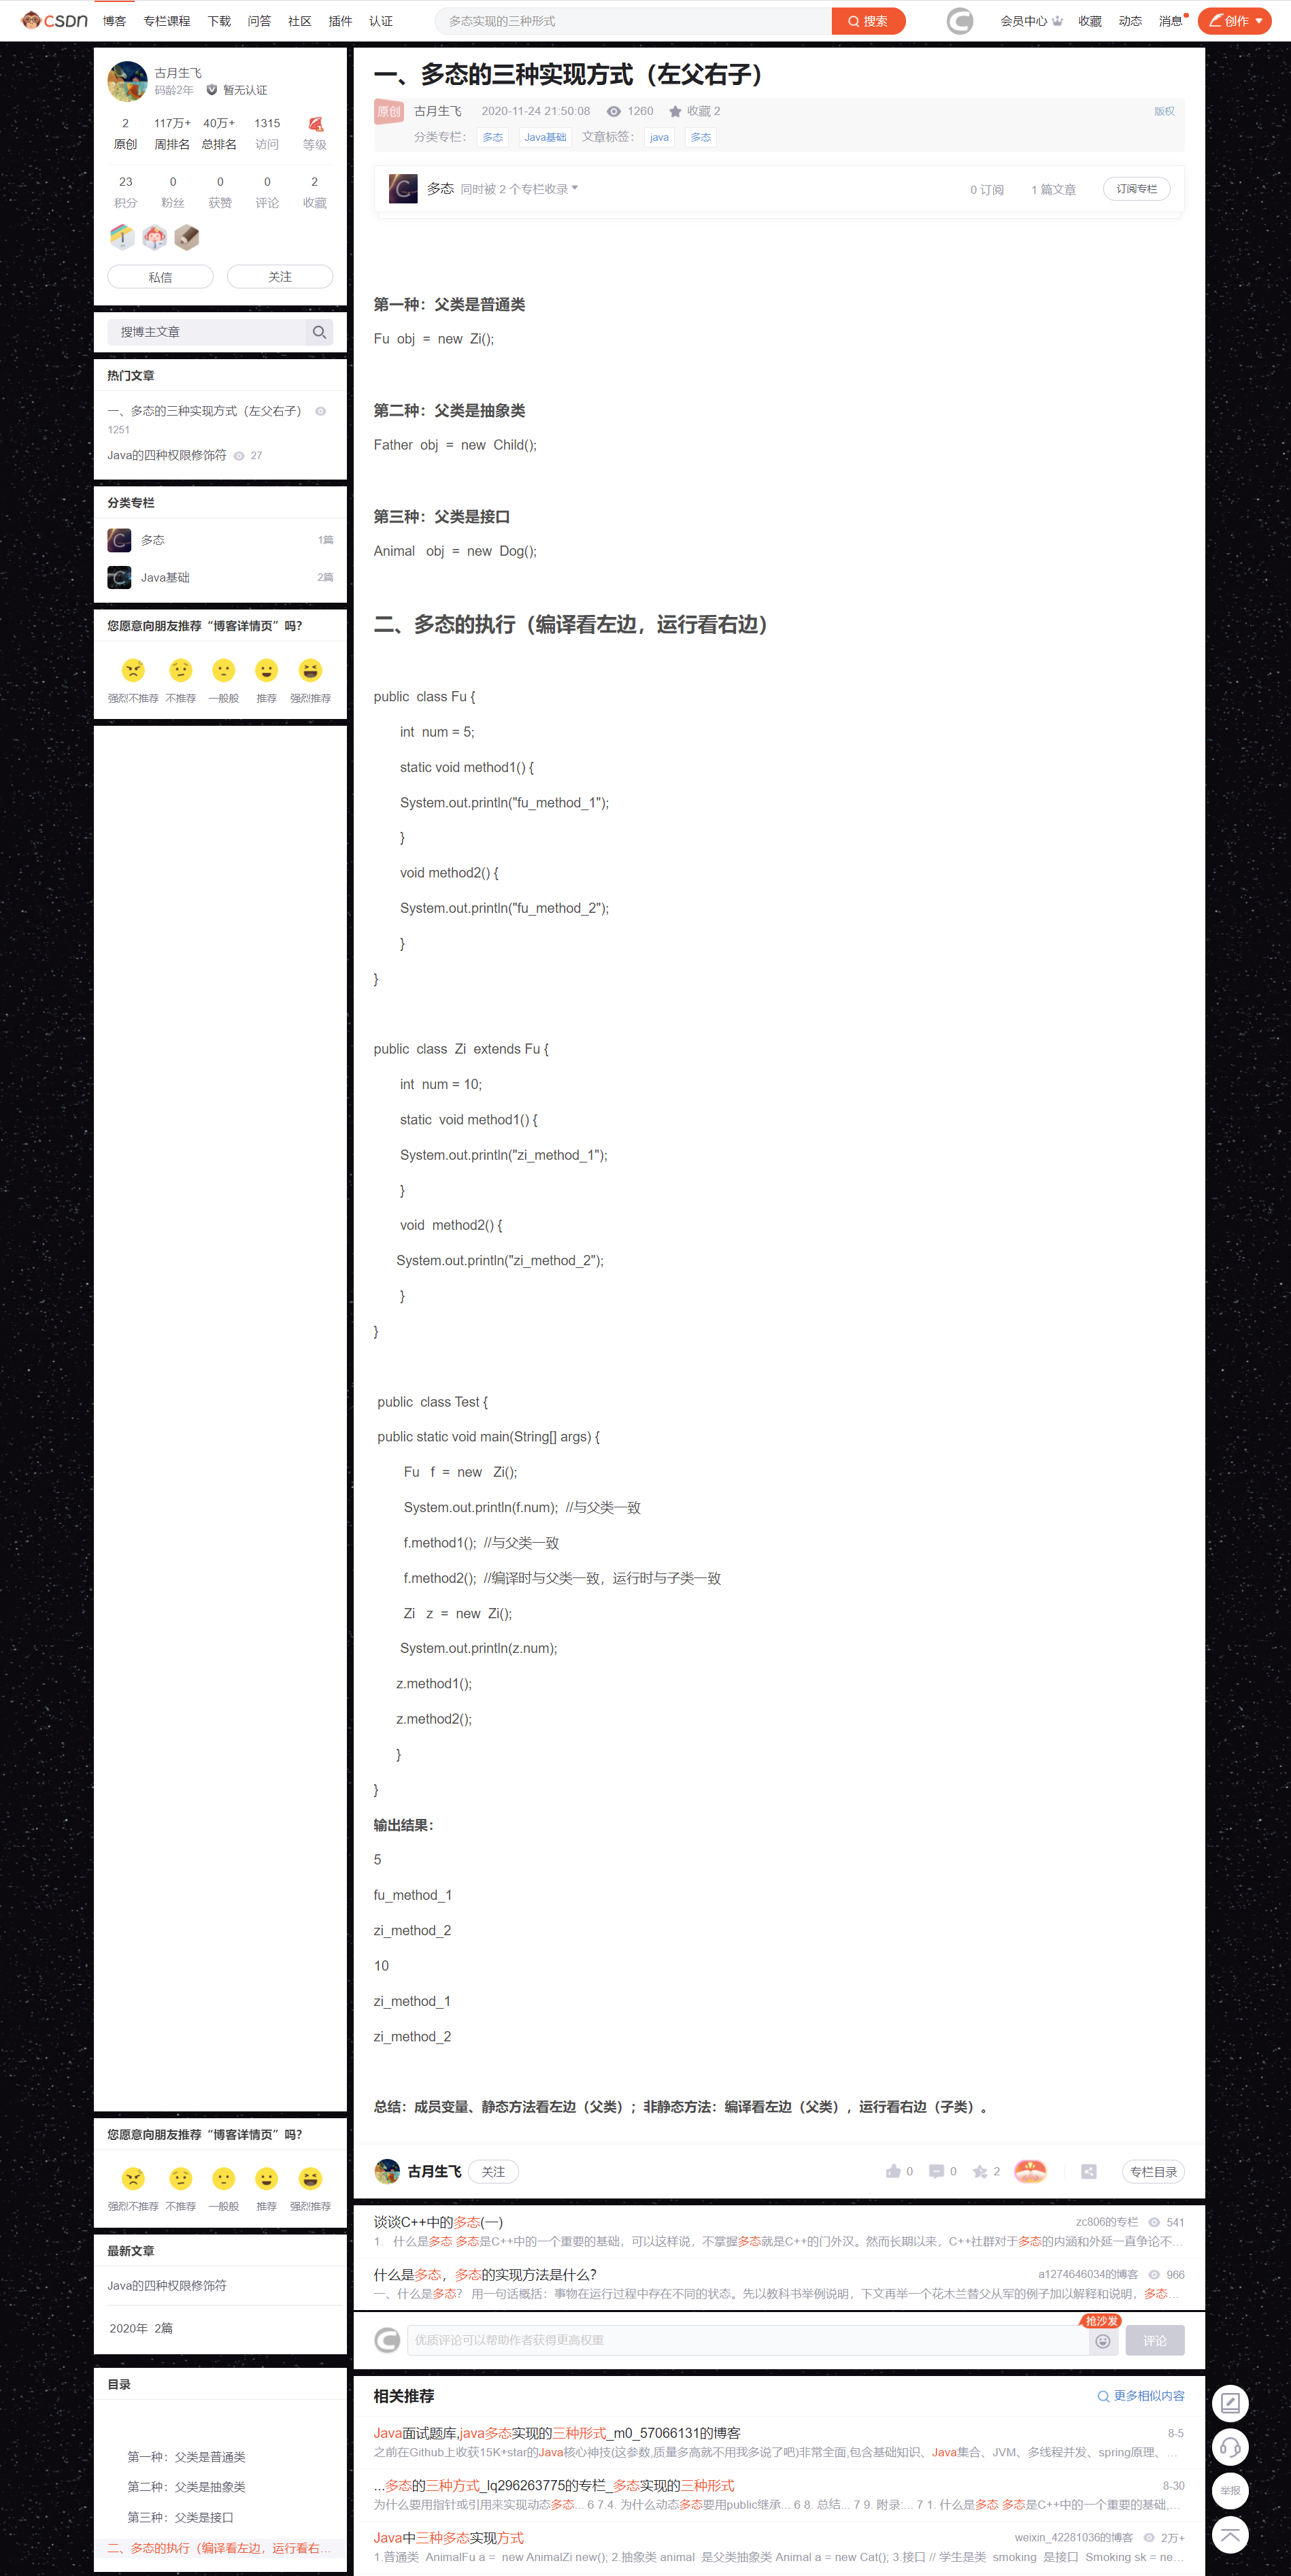 CSDN 博客 专栏课程 下载 问答 社区 插件 认证 多态实现的三种形式 搜索 会员中心 收藏 动态 消息 创作
古月生飞
码龄2年 暂无认证
2 117万+ 40万+ 1315
原创 周排名 总排名 访问 等级
23 0 0 0 2
积分 粉丝 获赞 评论 收藏
私信 关注
搜博主文章
热门文章
一、多态的三种实现方式（左父右子）
1251
Java的四种权限修饰符 27
分类专栏
多态 1篇
Java基础 2篇
您愿意向朋友推荐“博客详情页”吗？
强烈不推荐 不推荐 一般般 推荐 强烈推荐
一、多态的三种实现方式（左父右子）
原创 古月生飞 2020-11-24 21:50:08 1260 收藏 2 版权
分类专栏： 多态 Java基础 文章标签： java 多态
多态 同时被 2 个专栏收录 0 订阅 1 篇文章 订阅专栏
第一种：父类是普通类
Fu obj = new Zi();
第二种：父类是抽象类
Father obj = new Child();
第三种：父类是接口
Animal obj = new Dog();
二、多态的执行（编译看左边，运行看右边）
public class Fu {
int num = 5;
static void method1() {
System.out.println("fu_method_1");
}
void method2() {
System.out.println("fu_method_2");
}
}
public class Zi extends Fu {
int num = 10;
static void method1() {
System.out.println("zi_method_1");
}
void method2() {
System.out.println("zi_method_2");
}
}
public class Test {
public static void main(String[] args) {
Fu f = new Zi();
System.out.println(f.num); //与父类一致
f.method1(); //与父类一致
f.method2(); //编译时与父类一致，运行时与子类一致
Zi z = new Zi();
System.out.println(z.num);
z.method1();
z.method2();
}
}
输出结果：
5
fu_method_1
zi_method_2
10
zi_method_1
zi_method_2
总结：成员变量、静态方法看左边（父类）；非静态方法：编译看左边（父类），运行看右边（子类）。
古月生飞 关注 0 0 2 专栏目录
您愿意向朋友推荐“博客详情页”吗？
强烈不推荐 不推荐 一般般 推荐 强烈推荐
最新文章
Java的四种权限修饰符
2020年 2篇
目录
第一种：父类是普通类
第二种：父类是抽象类
第三种：父类是接口
二、多态的执行（编译看左边，运行看右...
谈谈C++中的多态(一) zc806的专栏 541
1. 什么是多态 多态是C++中的一个重要的基础，可以这样说，不掌握多态就是C++的门外汉。然而长期以来，C++社群对于多态的内涵和外延一直争论不...
什么是多态，多态的实现方法是什么？ a1274646034的博客 966
一、什么是多态？ 用一句话概括：事物在运行过程中存在不同的状态。先以教科书举例说明，下文再举一个花木兰替父从军的例子加以解释和说明，多态...
抢沙发
优质评论可以帮助作者获得更高权重 评论
相关推荐 更多相似内容
Java面试题库,java多态实现的三种形式_m0_57066131的博客 8-5
之前在Github上收获15K+star的Java核心神技(这参数,质量多高就不用我多说了吧)非常全面,包含基础知识、Java集合、JVM、多线程并发、spring原理、...
...多态的三种方式_lq296263775的专栏_多态实现的三种形式 8-30
为什么要用指针或引用来实现动态多态... 6 7.4. 为什么动态多态要用public继承... 6 8. 总结... 7 9. 附录:... 7 1. 什么是多态 多态是C++中的一个重要的基础,...
Java中三种多态实现方式 weixin_42281036的博客 2万+
1.普通类 AnimalFu a = new AnimalZi new(); 2.抽象类 animal 是父类抽象类 Animal a = new Cat(); 3.接口 // 学生是类 smoking 是接口 Smoking sk = ne...
举报